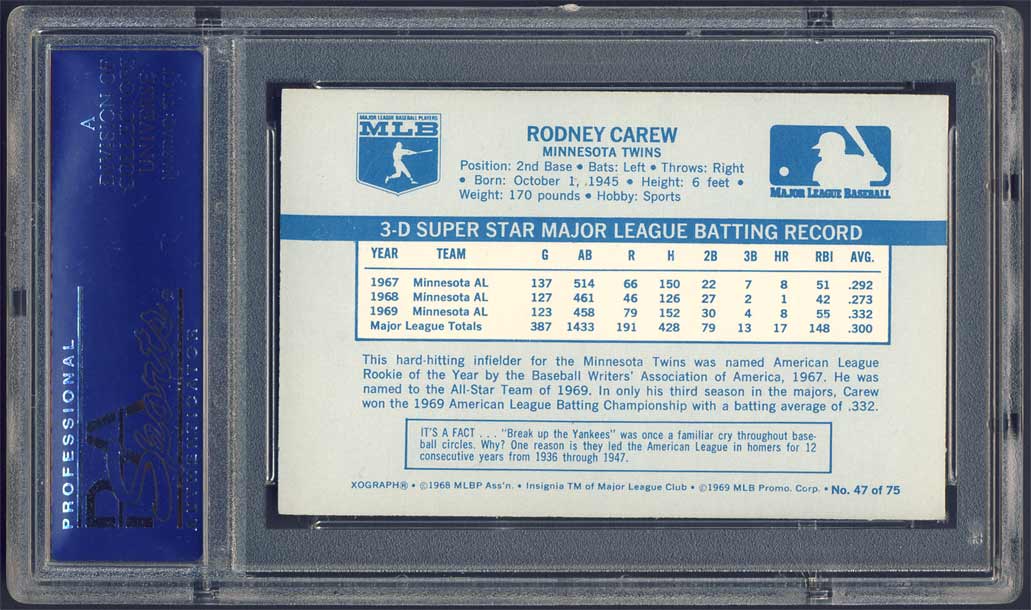 A
DIVISION OF
COLLECTORS
UNIVERSE
NASDAQ: CLCT
PROFESSIONAL
PSA
Sports
AUTHENTICATOR
MAJOR LEAGUE BASEBALL PLAYERS
MLB
RODNEY CAREW
MINNESOTA TWINS
Position: 2nd Base • Bats: Left • Throws: Right
• Born: October 1, 1945 • Height: 6 feet •
Weight: 170 pounds • Hobby: Sports
MAJOR LEAGUE BASEBALL
3-D SUPER STAR MAJOR LEAGUE BATTING RECORD
YEAR TEAM G AB R H 2B 3B HR RBI AVG.
1967 Minnesota AL 137 514 66 150 22 7 8 51 .292
1968 Minnesota AL 127 461 46 126 27 2 1 42 .273
1969 Minnesota AL 123 458 79 152 30 4 8 55 .332
Major League Totals 387 1433 191 428 79 13 17 148 .300
This hard-hitting infielder for the Minnesota Twins was named American League
Rookie of the Year by the Baseball Writers' Association of America, 1967. He was
named to the All-Star Team of 1969. In only his third season in the majors, Carew
won the 1969 American League Batting Championship with a batting average of .332.
IT'S A FACT . . . "Break up the Yankees" was once a familiar cry throughout base-
ball circles. Why? One reason is they led the American League in homers for 12
consecutive years from 1936 through 1947.
XOGRAPH® • ©1968 MLBP Ass'n. • Insignia TM of Major League Club • ©1969 MLB Promo. Corp. • No. 47 of 75